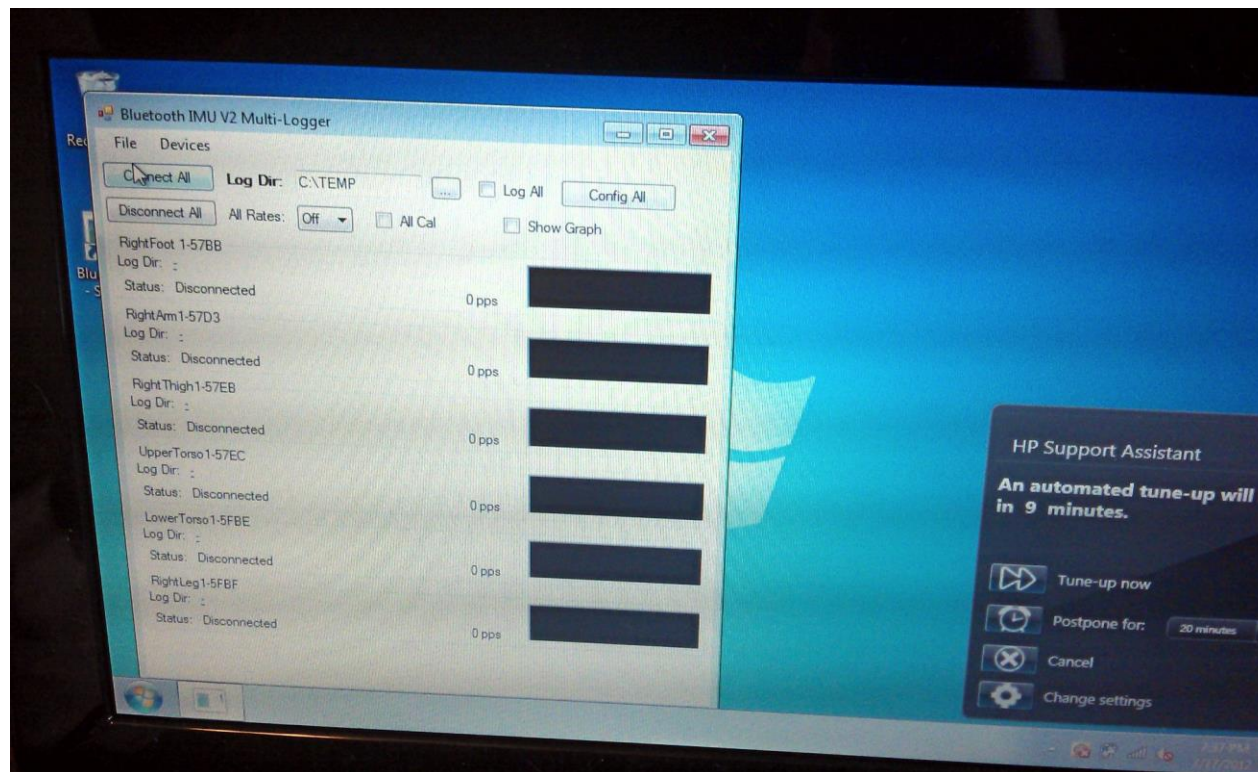 Bluetooth IMU V2 Multi-Logger
File Devices
Connect All Log Dir: C:\TEMP ... Log All Config All
Disconnect All All Rates: Off All Cal Show Graph
RightFoot 1-57BB
Log Dir: :
Status: Disconnected 0 pps
RightArm1-57D3
Log Dir: :
Status: Disconnected 0 pps
RightThigh1-57EB
Log Dir: :
Status: Disconnected 0 pps
UpperTorso1-57EC
Log Dir: :
Status: Disconnected 0 pps
LowerTorso1-5FBE
Log Dir: :
Status: Disconnected 0 pps
RightLeg1-5FBF
Log Dir: :
Status: Disconnected 0 pps
Rec
Blu
- S
HP Support Assistant
An automated tune-up will
in 9 minutes.
Tune-up now
Postpone for: 20 minutes
Cancel
Change settings
7:37 PM